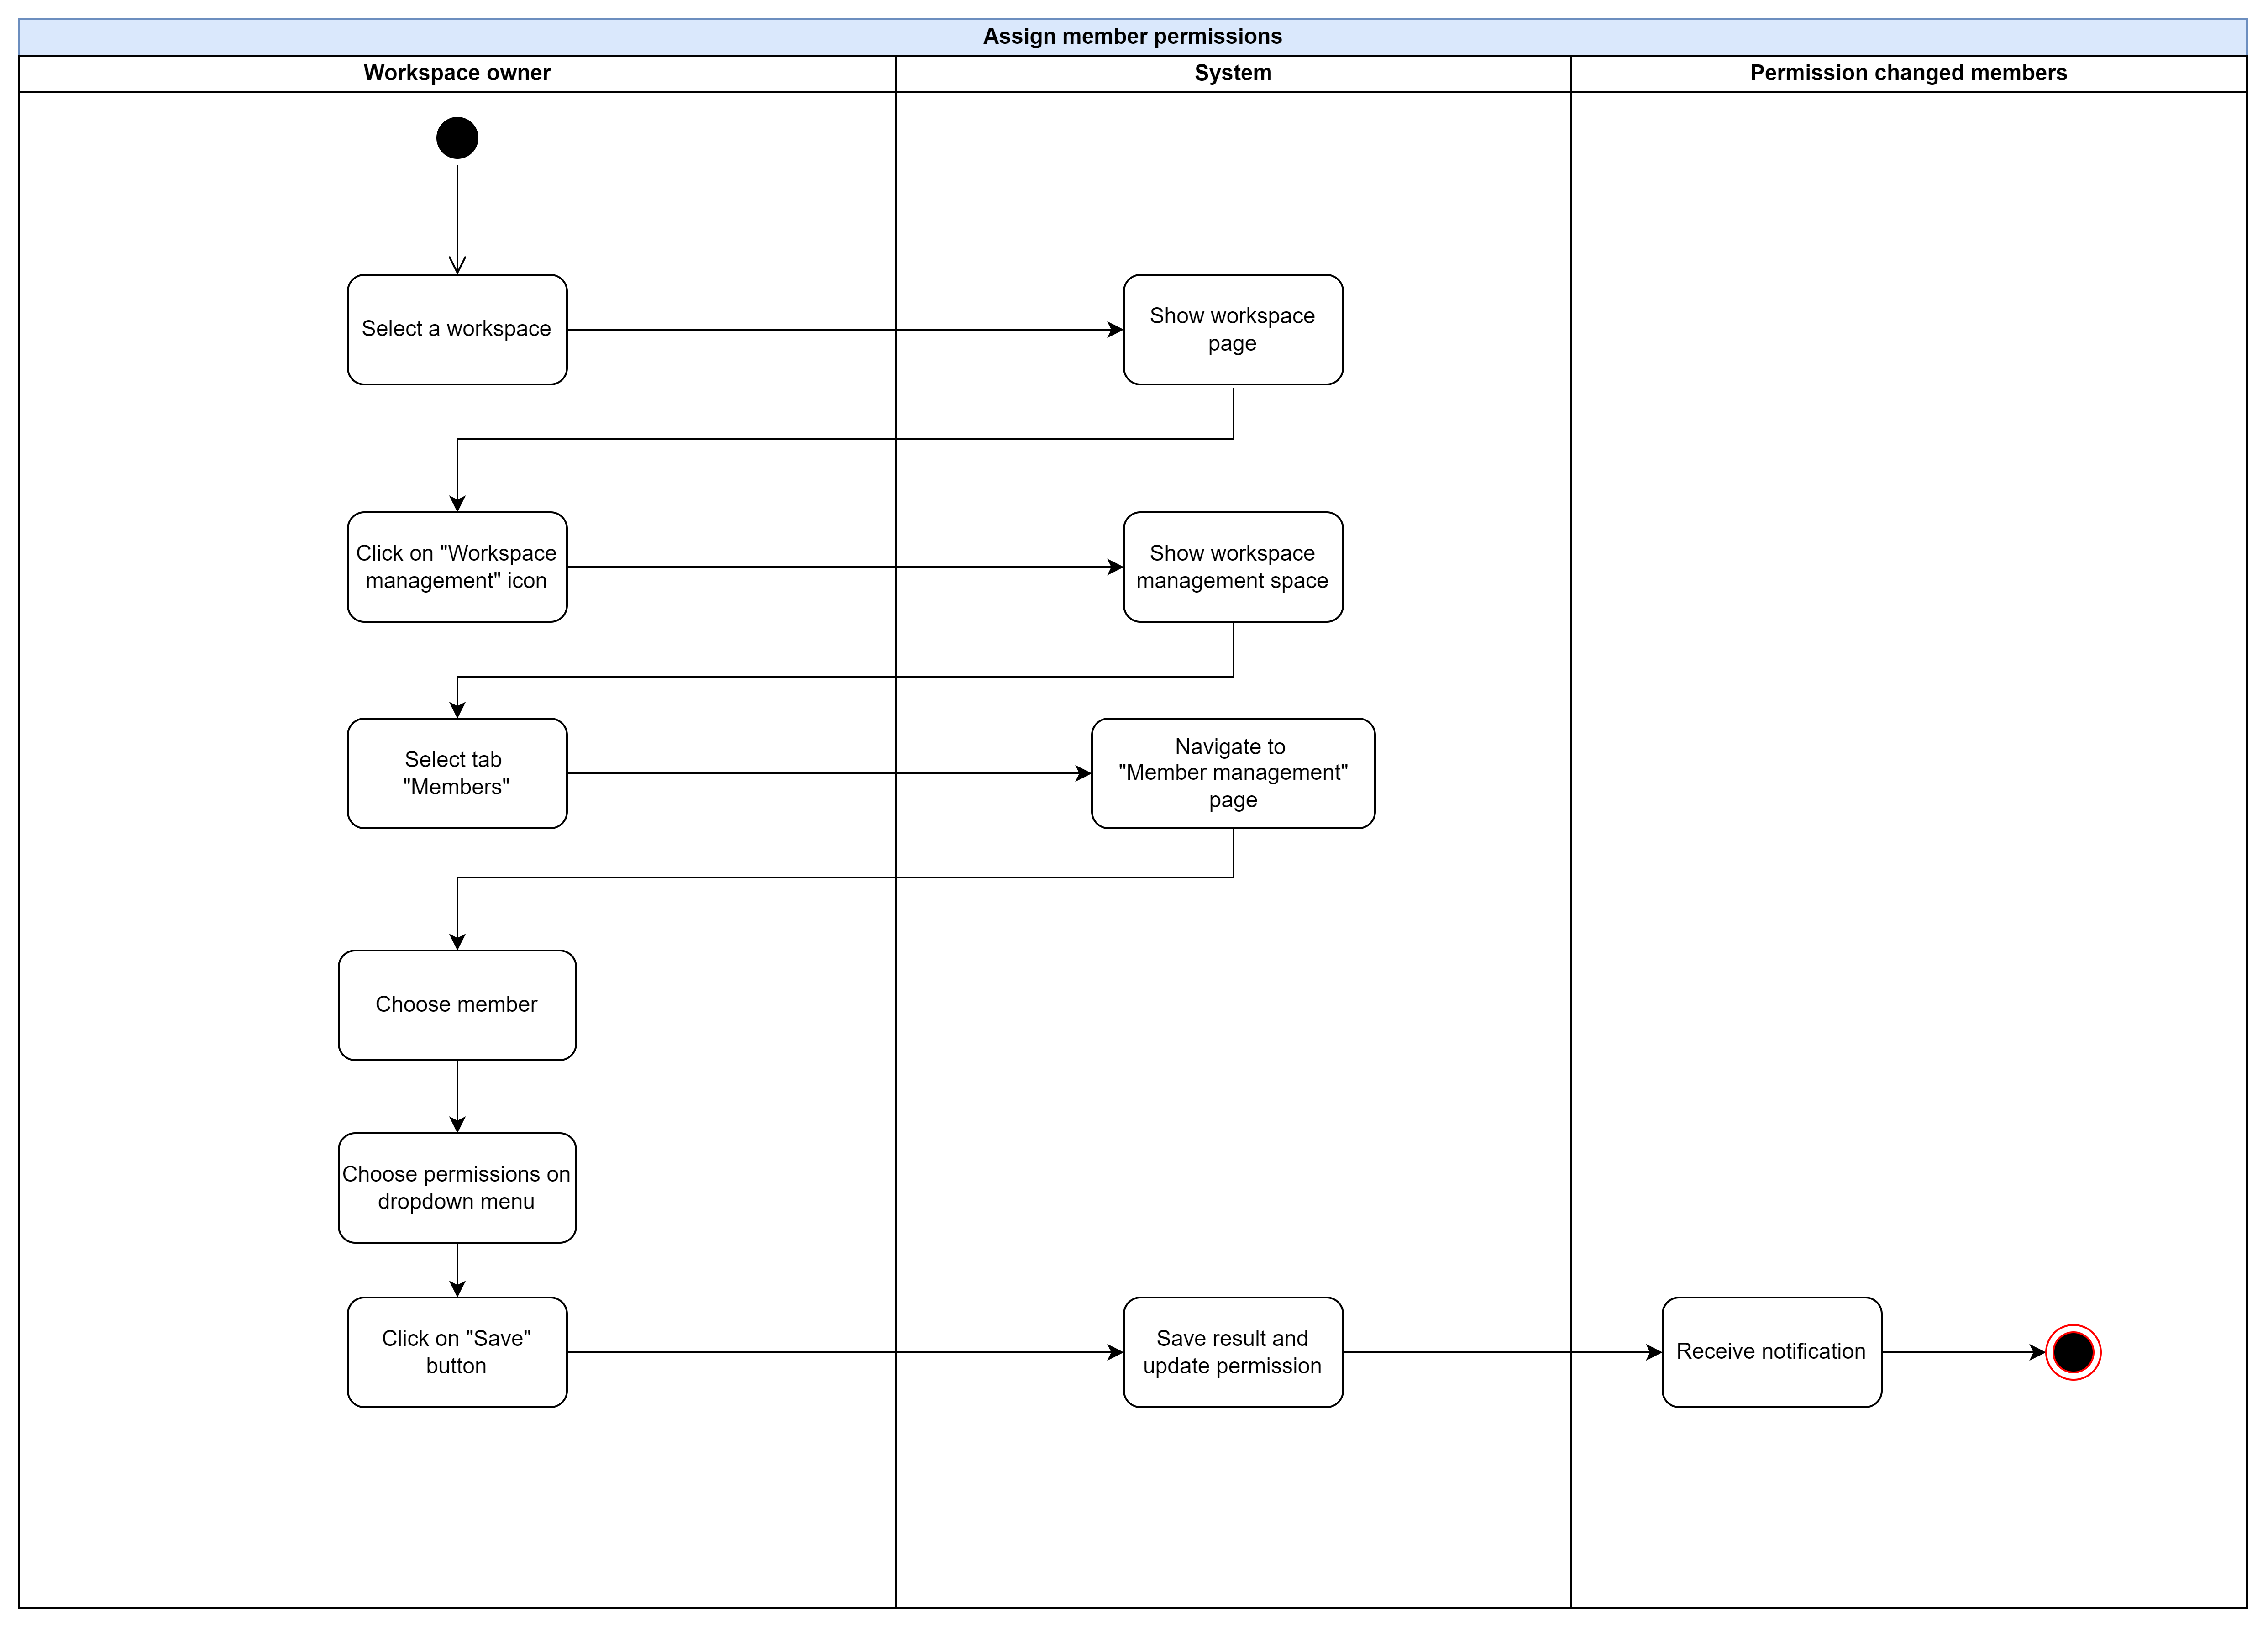 Assign member permissions
Workspace owner
System
Permission changed members
Select a workspace
Show workspace
page
Click on "Workspace
management" icon
Show workspace
management space
Select tab
"Members"
Navigate to
"Member management"
page
Choose member
Choose permissions on
dropdown menu
Click on "Save"
button
Save result and
update permission
Receive notification